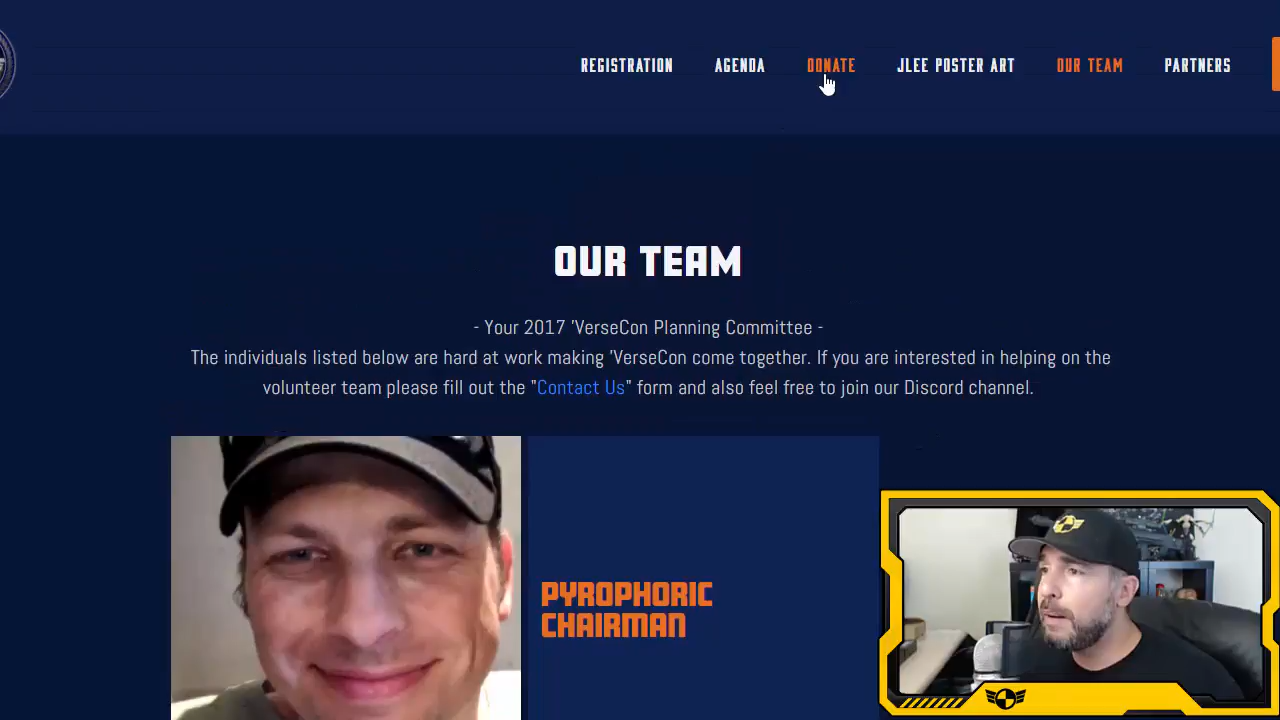 REGISTRATION AGENDA DONATE JLEE POSTER ART OUR TEAM PARTNERS
OUR TEAM
- Your 2017 'VerseCon Planning Committee -
The individuals listed below are hard at work making 'VerseCon come together. If you are interested in helping on the
volunteer team please fill out the "Contact Us" form and also feel free to join our Discord channel.
PYROPHORIC
CHAIRMAN